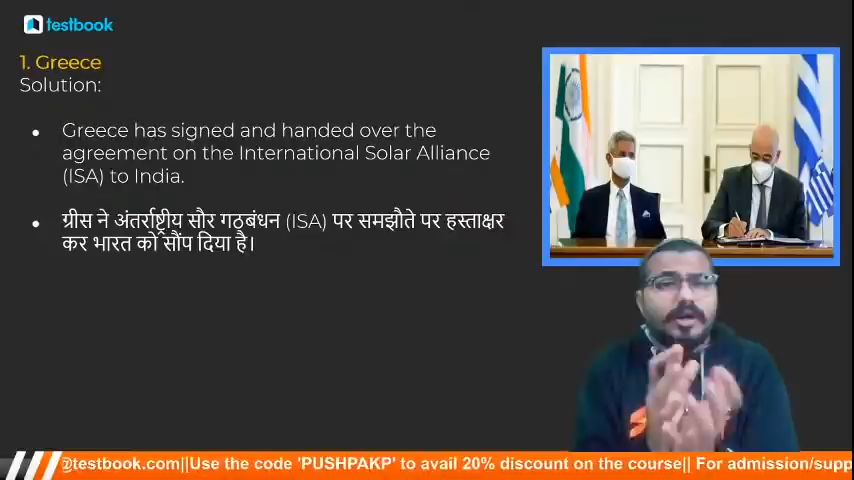 testbook
1. Greece
Solution:
● Greece has signed and handed over the
agreement on the International Solar Alliance
(ISA) to India.
● ग्रीस ने अंतर्राष्ट्रीय सौर गठबंधन (ISA) पर समझौते पर हस्ताक्षर
कर भारत को सौंप दिया है।
@testbook.com||Use the code 'PUSHPAKP' to avail 20% discount on the course|| For admission/supp